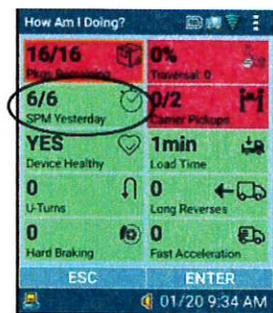 How Am I Doing?
16/16
0%
Pkgs Remaining
Traversal: 0
6/6
0/2
SPM Yesterday
Carrier Pickups
YES
1min
Device Healthy
Load Time
0
0
U-Turns
Long Reverses
0
0
Hard Braking
Fast Acceleration
ESC
ENTER
01/20 9:34 AM